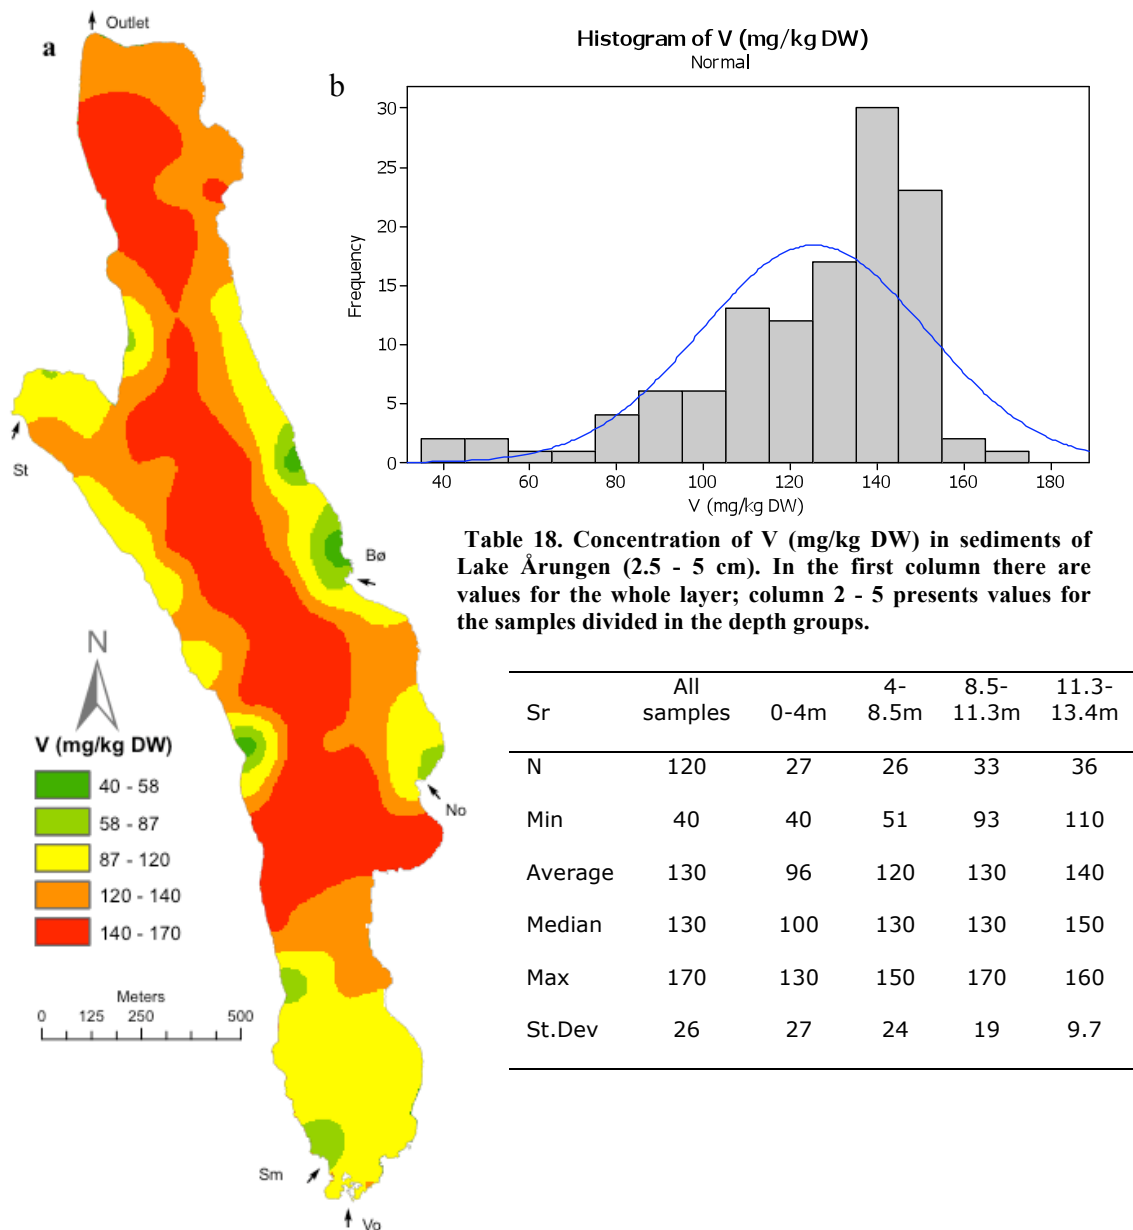 a
Outlet
St
Bø
No
Sm
Vo
N
V (mg/kg DW)
40 - 58
58 - 87
87 - 120
120 - 140
140 - 170
Meters
0 125 250 500
b
Histogram of V (mg/kg DW)
Normal
Frequency
30
25
20
15
10
5
0
40 60 80 100 120 140 160 180
V (mg/kg DW)
Table 18. Concentration of V (mg/kg DW) in sediments of
Lake Årungen (2.5 - 5 cm). In the first column there are
values for the whole layer; column 2 - 5 presents values for
the samples divided in the depth groups.
All 4- 8.5- 11.3-
Sr samples 0-4m 8.5m 11.3m 13.4m
N 120 27 26 33 36
Min 40 40 51 93 110
Average 130 96 120 130 140
Median 130 100 130 130 150
Max 170 130 150 170 160
St.Dev 26 27 24 19 9.7